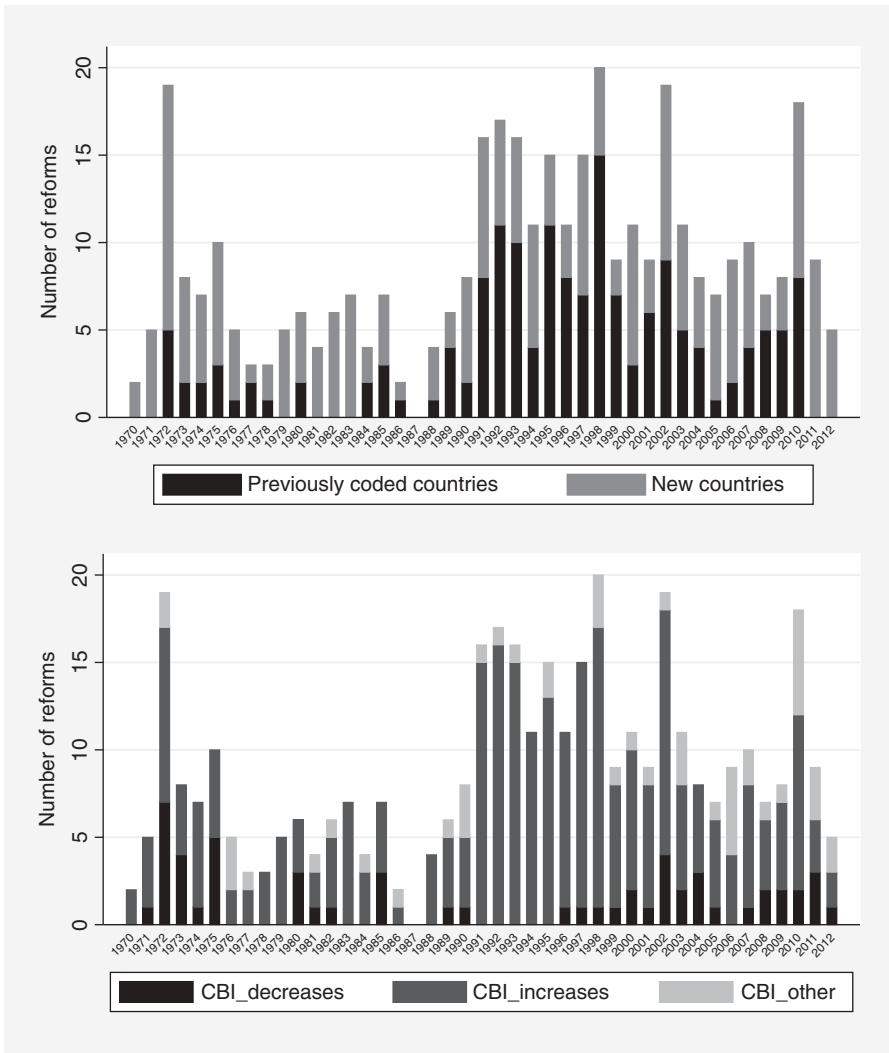 Number of reforms
20
15
10
5
0
1970 1971 1972 1973 1974 1975 1976 1977 1978 1979 1980 1981 1982 1983 1984 1985 1986 1987 1988 1989 1990 1991 1992 1993 1994 1995 1996 1997 1998 1999 2000 2001 2002 2003 2004 2005 2006 2007 2008 2009 2010 2011 2012
Previously coded countries New countries
Number of reforms
20
15
10
5
0
1970 1971 1972 1973 1974 1975 1976 1977 1978 1979 1980 1981 1982 1983 1984 1985 1986 1987 1988 1989 1990 1991 1992 1993 1994 1995 1996 1997 1998 1999 2000 2001 2002 2003 2004 2005 2006 2007 2008 2009 2010 2011 2012
CBI_decreases CBI_increases CBI_other